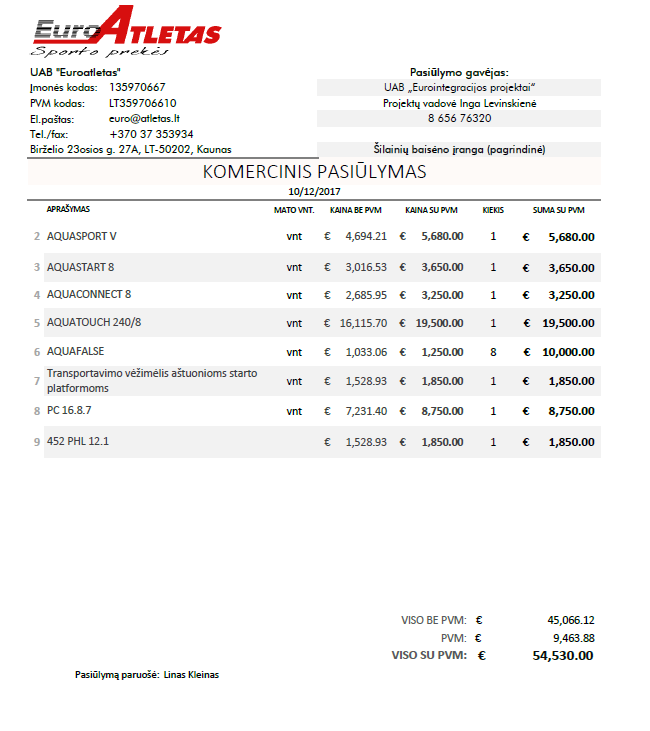 EuroATLETAS
Sporto prekės
UAB "Euroatletas"
Įmonės kodas: 135970667
PVM kodas: LT359706610
El.paštas: euro@atletas.lt
Tel./fax: +370 37 353934
Birželio 23osios g. 27A, LT-50202, Kaunas
Pasiūlymo gavėjas:
UAB „Eurointegracijos projektai“
Projektų vadovė Inga Levinskienė
8 656 76320
Šilainių baisėno įranga (pagrindinė)
KOMERCINIS PASIŪLYMAS
10/12/2017
APRAŠYMAS MATO VNT. KAINA BE PVM KAINA SU PVM KIEKIS SUMA SU PVM
2 AQUASPORT V vnt € 4,694.21 € 5,680.00 1 € 5,680.00
3 AQUASTART 8 vnt € 3,016.53 € 3,650.00 1 € 3,650.00
4 AQUACONNECT 8 vnt € 2,685.95 € 3,250.00 1 € 3,250.00
5 AQUATOUCH 240/8 vnt € 16,115.70 € 19,500.00 1 € 19,500.00
6 AQUAFALSE vnt € 1,033.06 € 1,250.00 8 € 10,000.00
7 Transportavimo vėžimėlis aštuonioms starto
platformoms vnt € 1,528.93 € 1,850.00 1 € 1,850.00
8 PC 16.8.7 vnt € 7,231.40 € 8,750.00 1 € 8,750.00
9 452 PHL 12.1 € 1,528.93 € 1,850.00 1 € 1,850.00
VISO BE PVM: € 45,066.12
PVM: € 9,463.88
VISO SU PVM: € 54,530.00
Pasiūlymą paruošė: Linas Kleinas